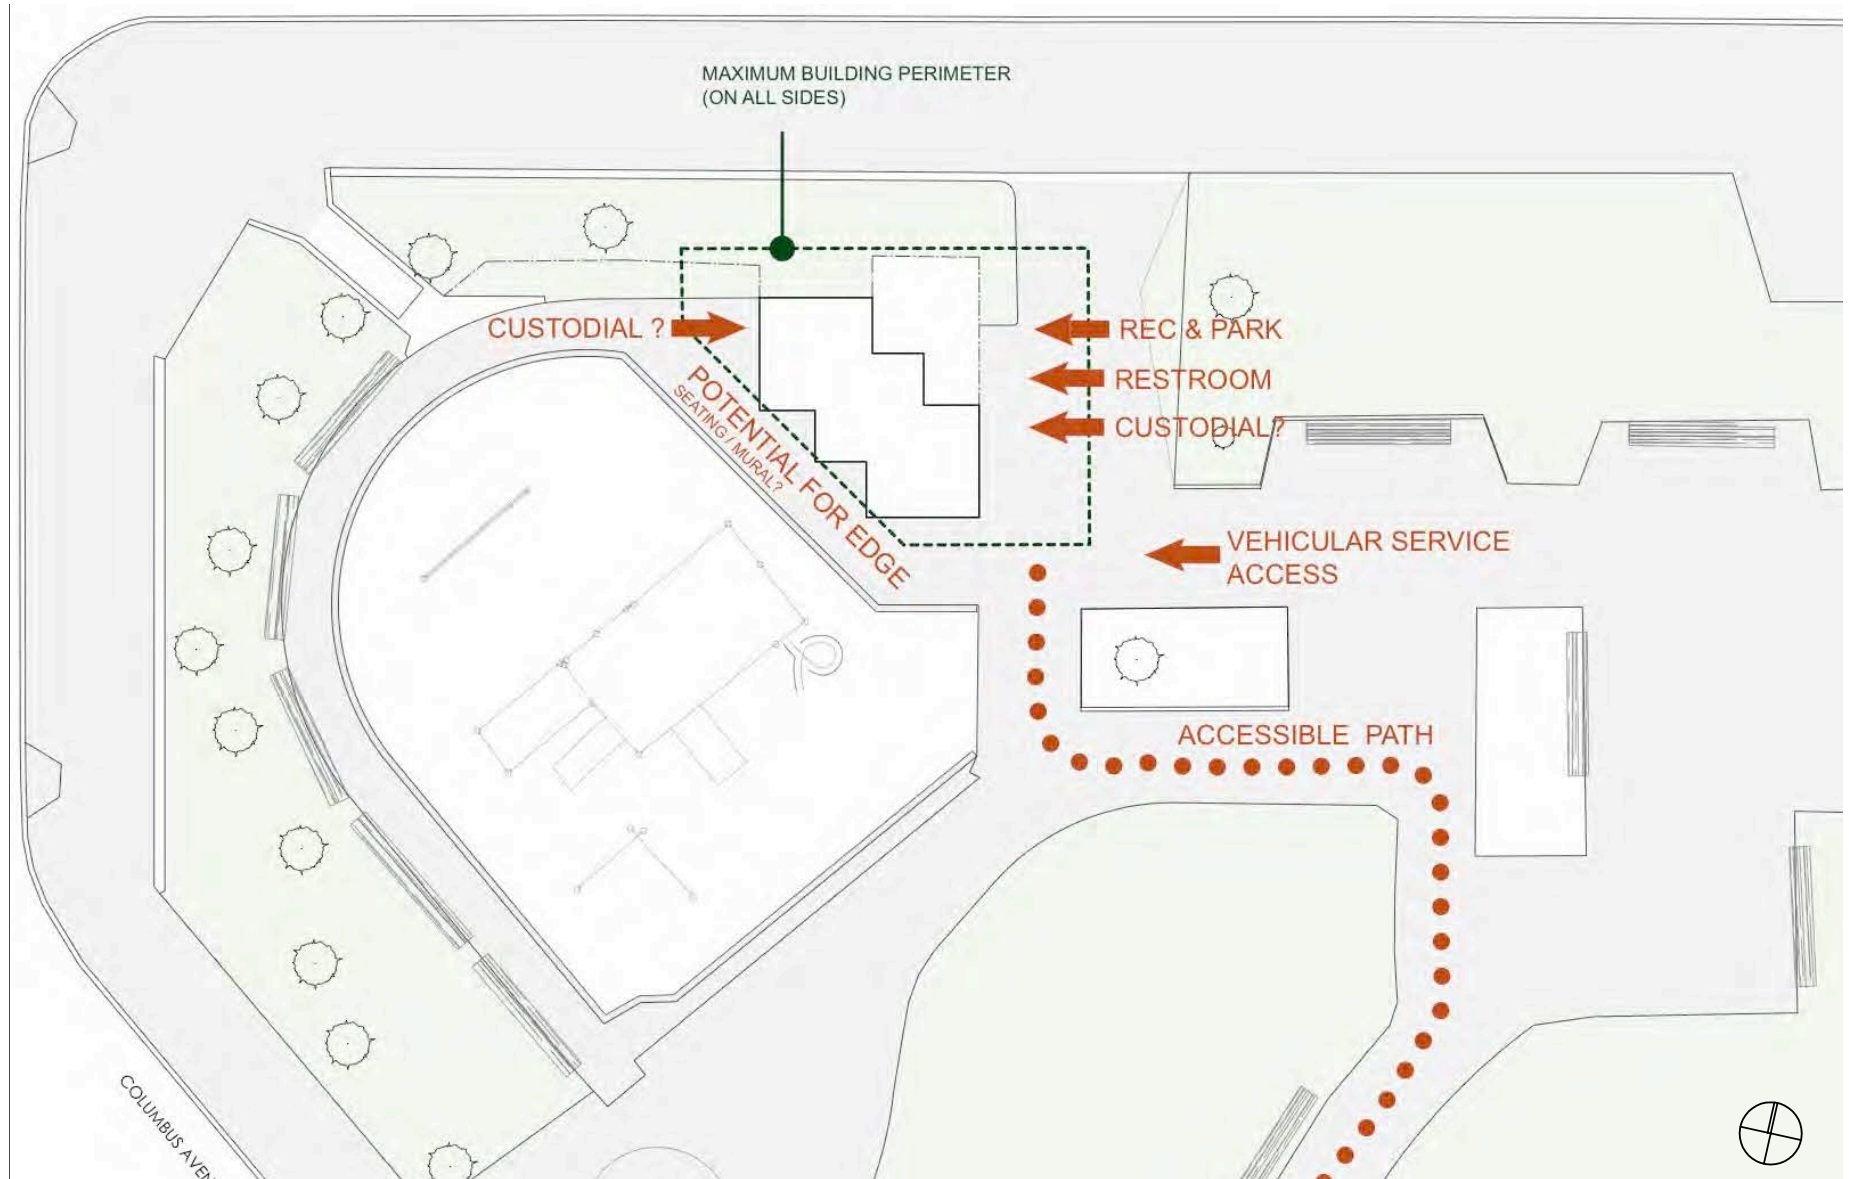 MAXIMUM BUILDING PERIMETER
(ON ALL SIDES)
CUSTODIAL ?
REC & PARK
RESTROOM
CUSTODIAL?
POTENTIAL FOR EDGE
SEATING / MURAL?
VEHICULAR SERVICE
ACCESS
ACCESSIBLE PATH
COLUMBUS AVEN